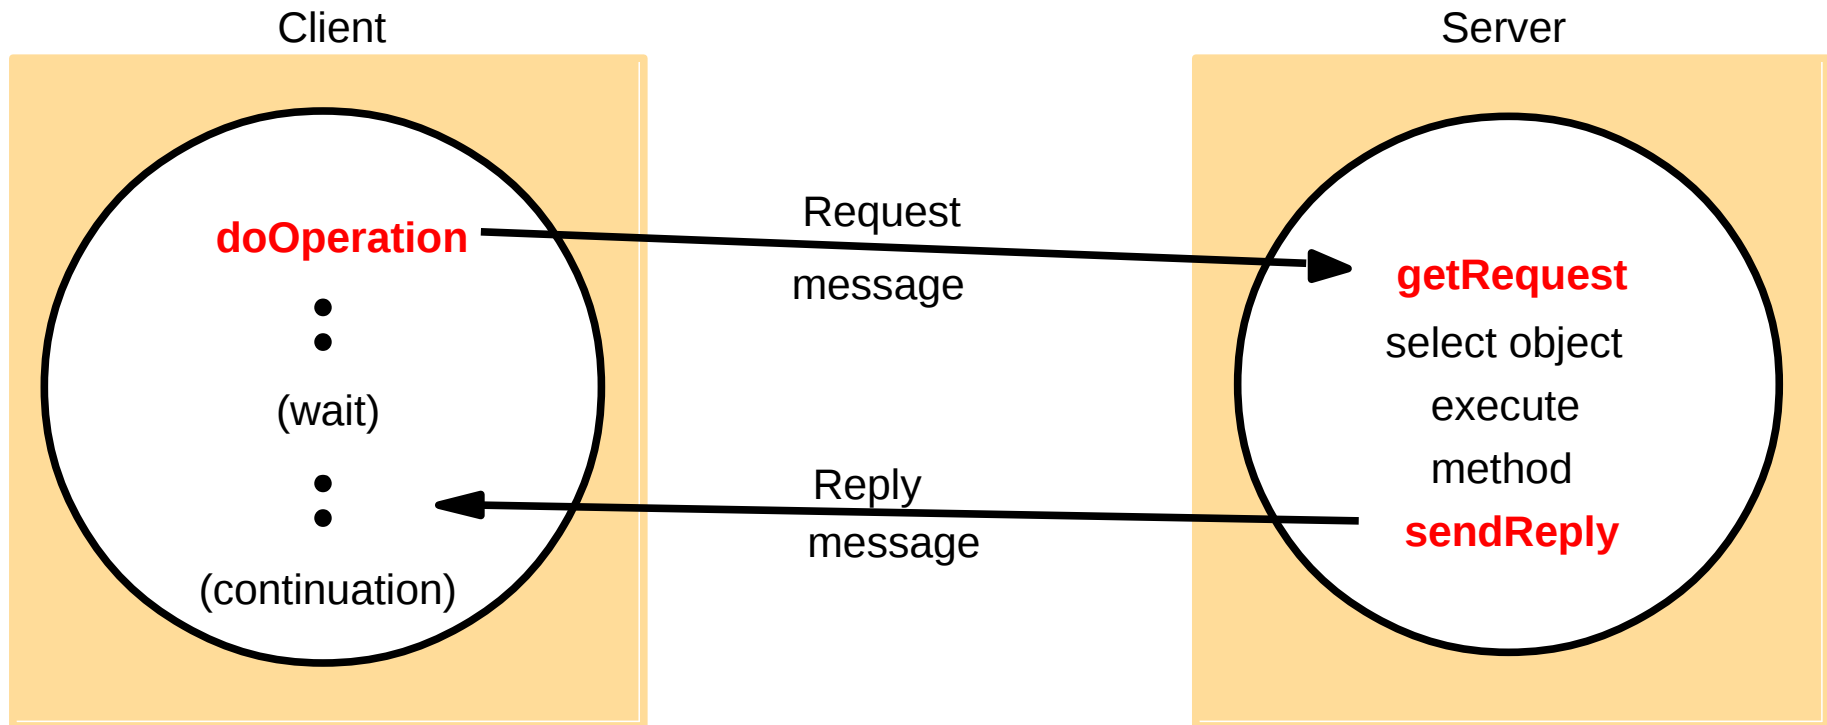 Client
Server
doOperation
(wait)
(continuation)
Request
message
Reply
message
getRequest
select object
execute
method
sendReply